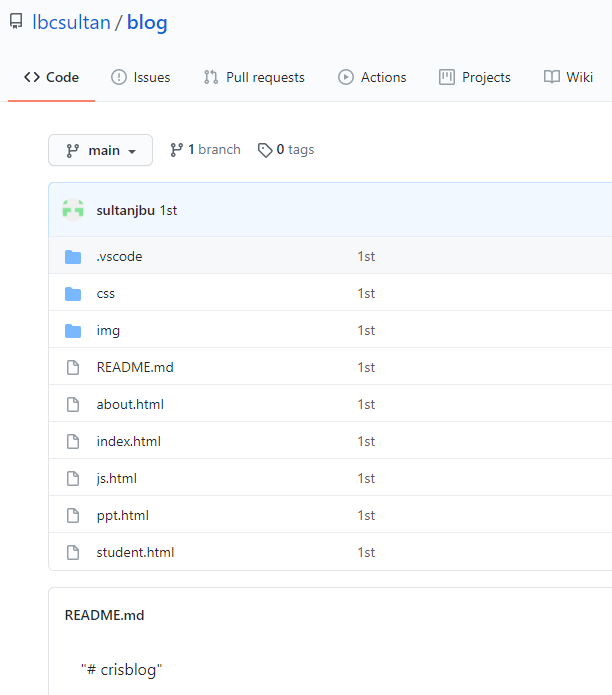 lbcsultan / blog
Code Issues Pull requests Actions Projects Wiki
main 1 branch 0 tags
sultanjbu 1st
.vscode 1st
css 1st
img 1st
README.md 1st
about.html 1st
index.html 1st
js.html 1st
ppt.html 1st
student.html 1st
README.md
"# crisblog"